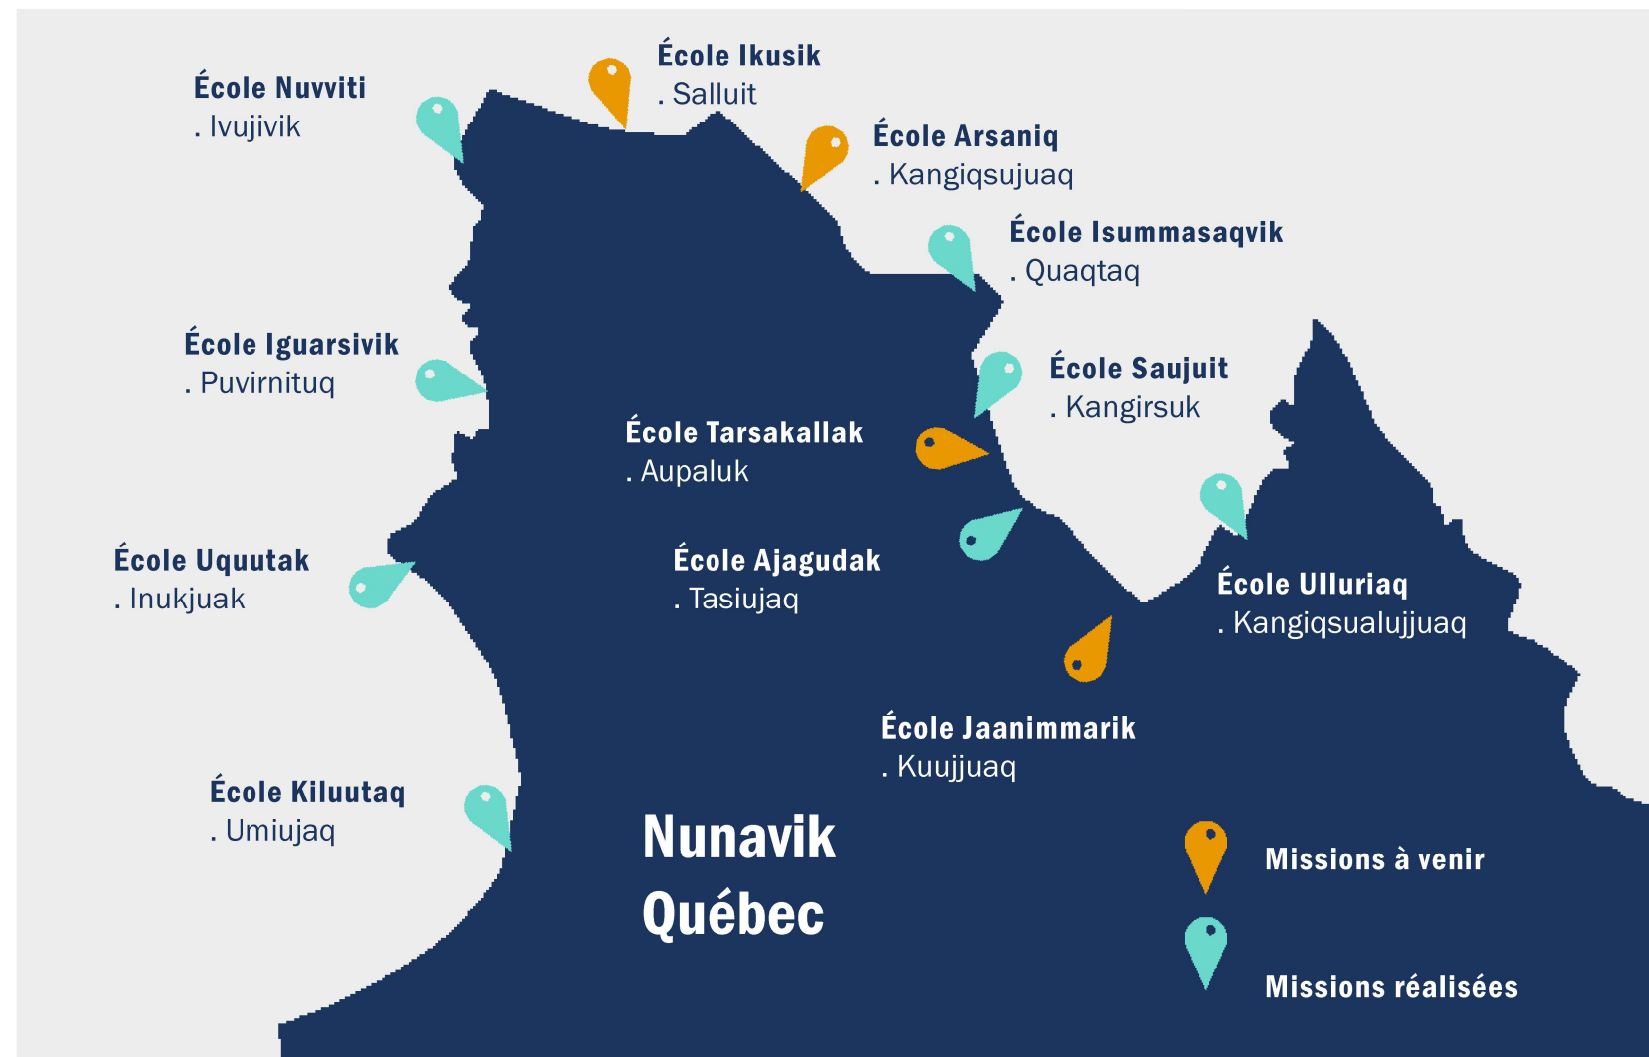 École Ikusik
. Salluit
École Nuvviti
. Ivujivik
École Arsaniq
. Kangiqsujuaq
École Isummasaqvik
. Quaqtaq
École Iguarsivik
. Puvirnituq
École Saujuit
. Kangirsuk
École Tarsakallak
. Aupaluk
École Uquutak
. Inukjuak
École Ajagudak
. Tasiujaq
École Ulluriaq
. Kangiqsualujjuaq
École Jaanimmarik
. Kuujjuaq
École Kiluutaq
. Umiujaq
Nunavik
Québec
Missions à venir
Missions réalisées